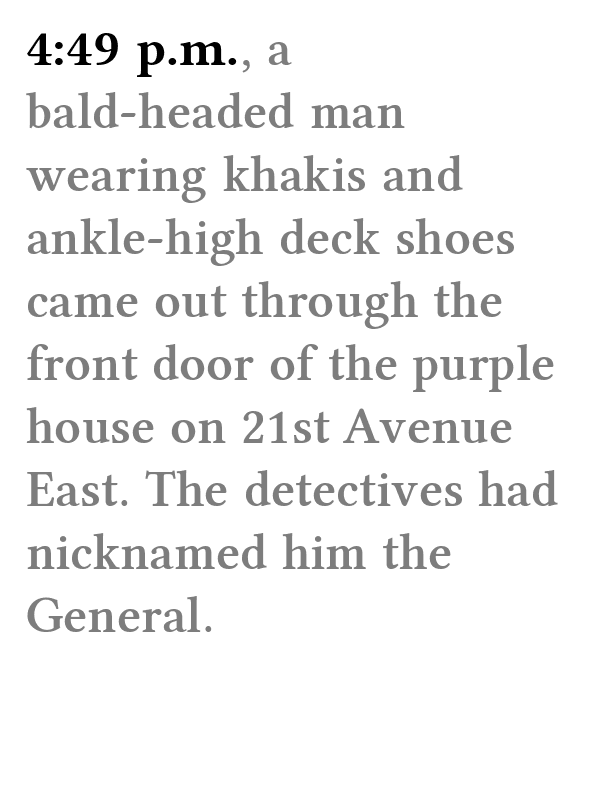 4:49 p.m., a
bald-headed man
wearing khakis and
ankle-high deck shoes
came out through the
front door of the purple
house on 21st Avenue
East. The detectives had
nicknamed him the
General.